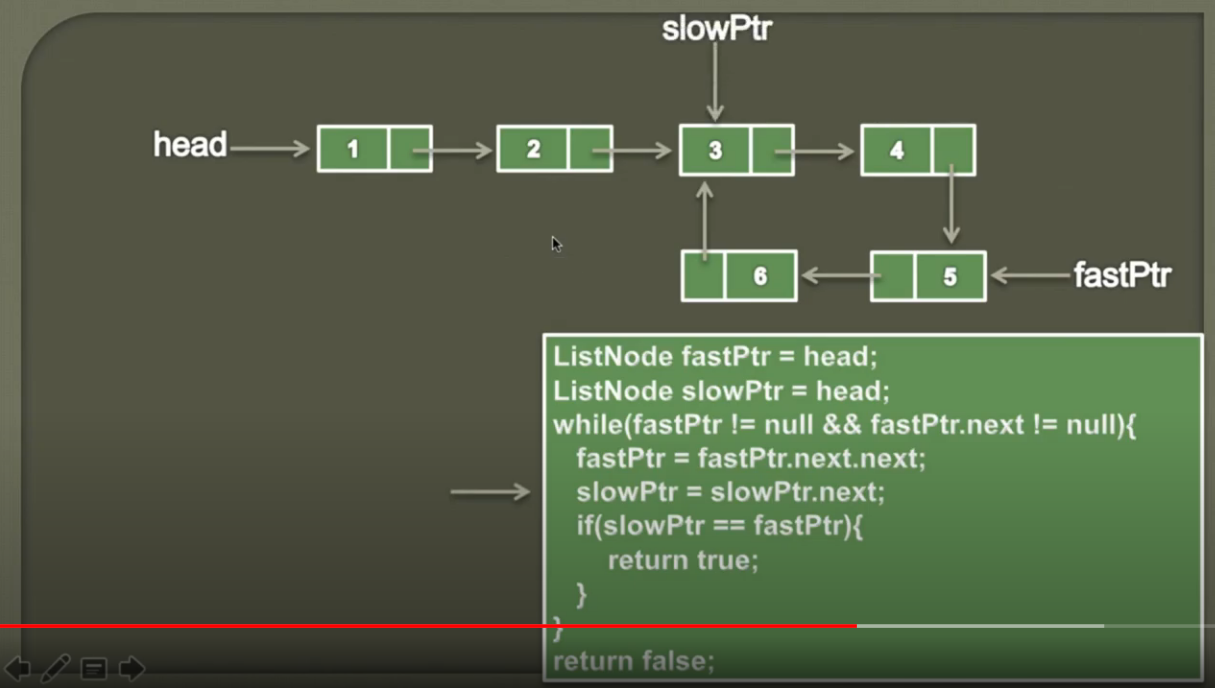 slowPtr
head 1 2 3 4
6 5 fastPtr
ListNode fastPtr = head;
ListNode slowPtr = head;
while(fastPtr != null && fastPtr.next != null){
fastPtr = fastPtr.next.next;
slowPtr = slowPtr.next;
if(slowPtr == fastPtr){
return true;
}
}
return false;